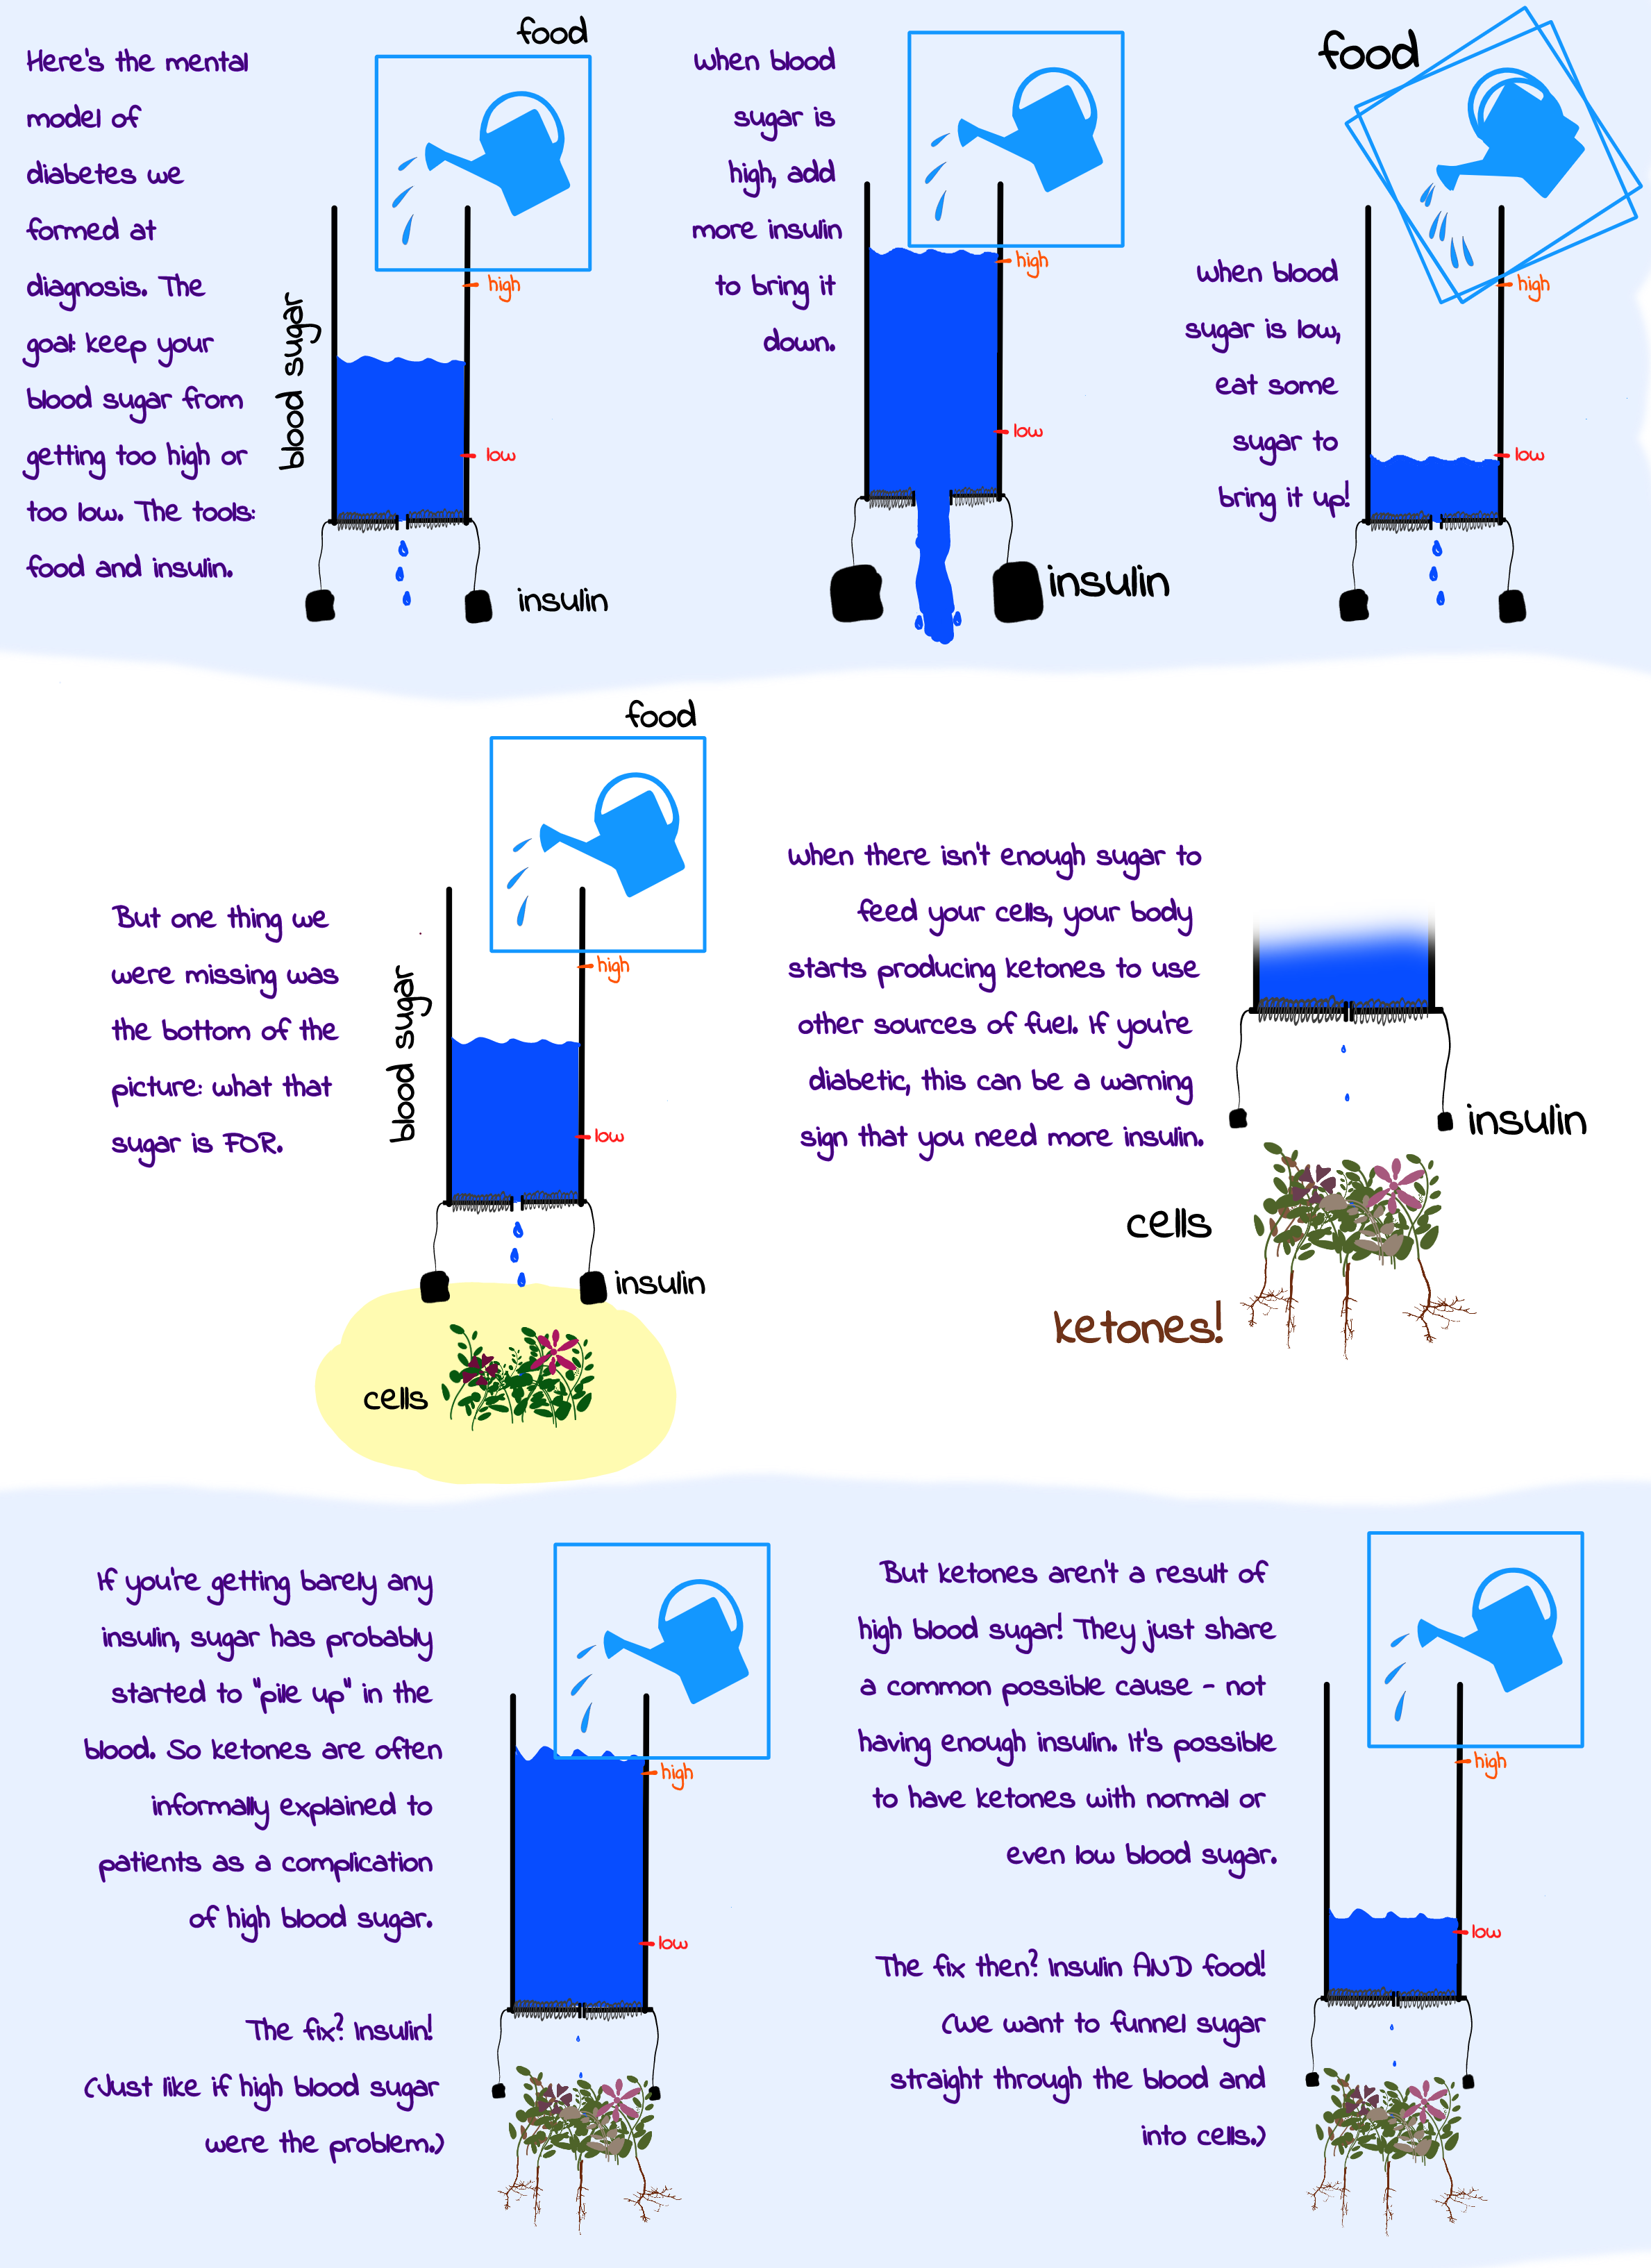 Here's the mental
model of
diabetes we
formed at
diagnosis. The
goal: keep your
blood sugar from
getting too high or
too low. The tools:
food and insulin.
food
high
blood sugar
low
insulin
When blood
sugar is
high, add
more insulin
to bring it
down.
high
low
insulin
food
When blood
sugar is low,
eat some
sugar to
bring it up!
high
low
But one thing we
were missing was
the bottom of the
picture: what that
sugar is FOR.
food
high
blood sugar
low
insulin
cells
When there isn't enough sugar to
feed your cells, your body
starts producing ketones to use
other sources of fuel. If you're
diabetic, this can be a warning
sign that you need more insulin.
insulin
cells
ketones!
If you're getting barely any
insulin, sugar has probably
started to "pile up" in the
blood. So ketones are often
informally explained to
patients as a complication
of high blood sugar.
The fix? Insulin!
(Just like if high blood sugar
were the problem.)
high
low
But ketones aren't a result of
high blood sugar! They just share
a common possible cause - not
having enough insulin. It's possible
to have ketones with normal or
even low blood sugar.
The fix then? Insulin AND food!
(We want to funnel sugar
straight through the blood and
into cells.)
high
low